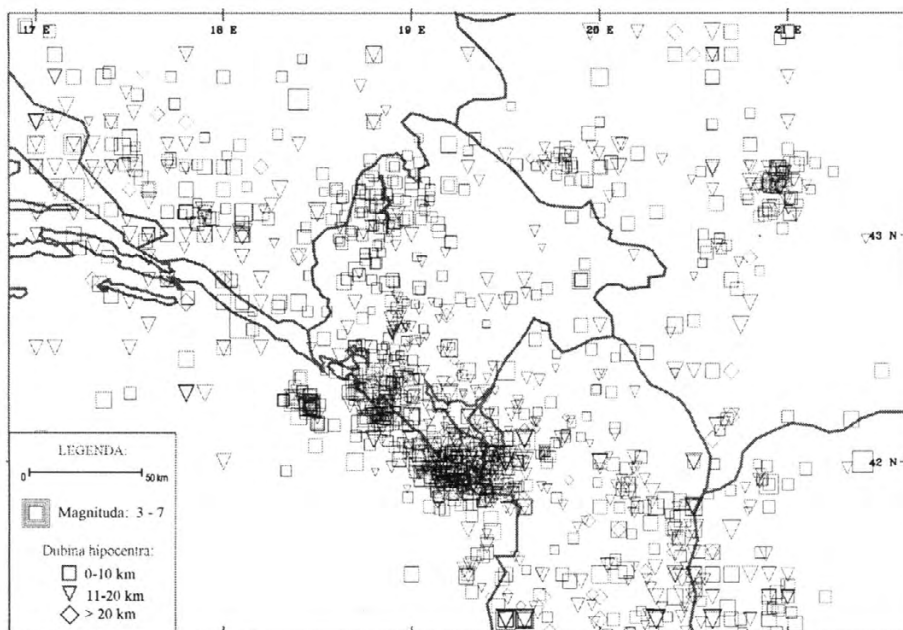 17 E
18 E
19 E
20 E
21 E
43 N
42 N
LEGENDA:
0 50 km
Magnituda: 3 - 7
Dubina hipocentra:
0-10 km
11-20 km
> 20 km